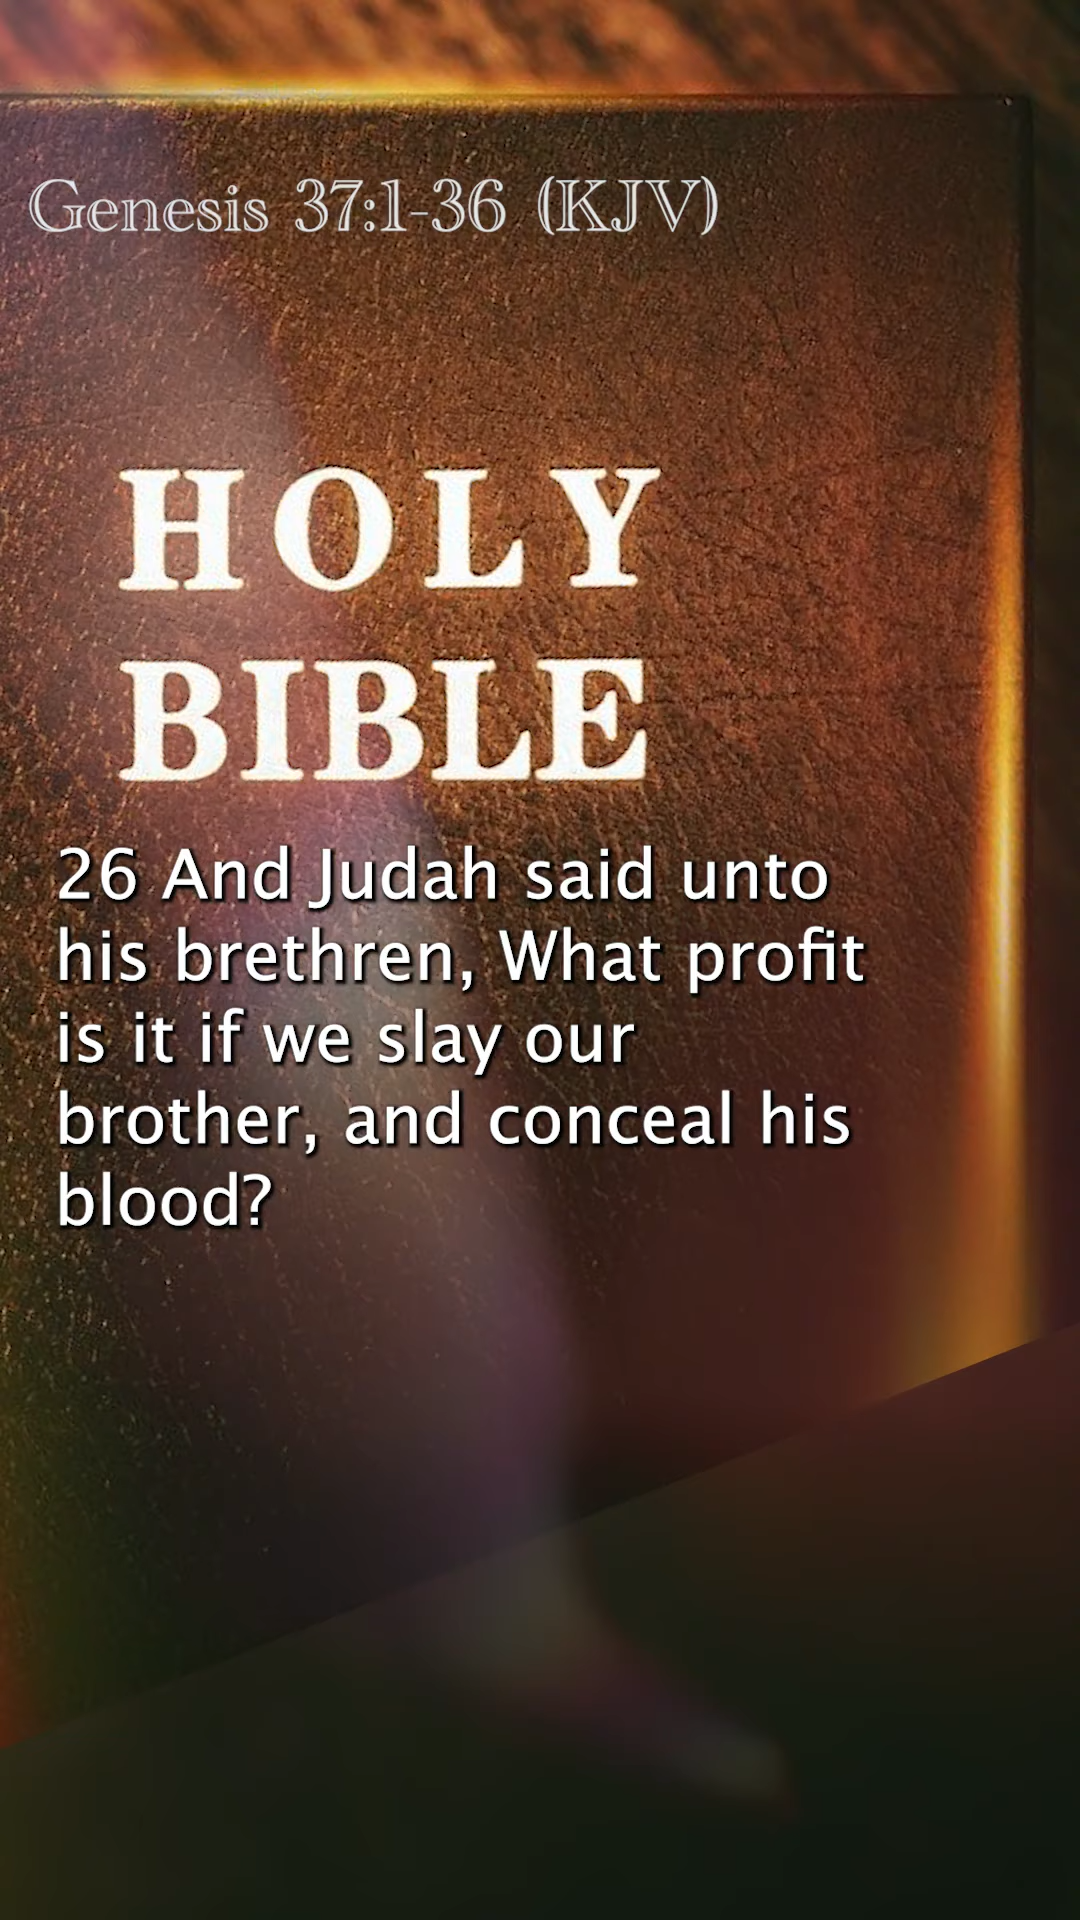 Genesis 37:1-36 (KJV)
HOLY
BIBLE
26 And Judah said unto
his brethren, What profit
is it if we slay our
brother, and conceal his
blood?